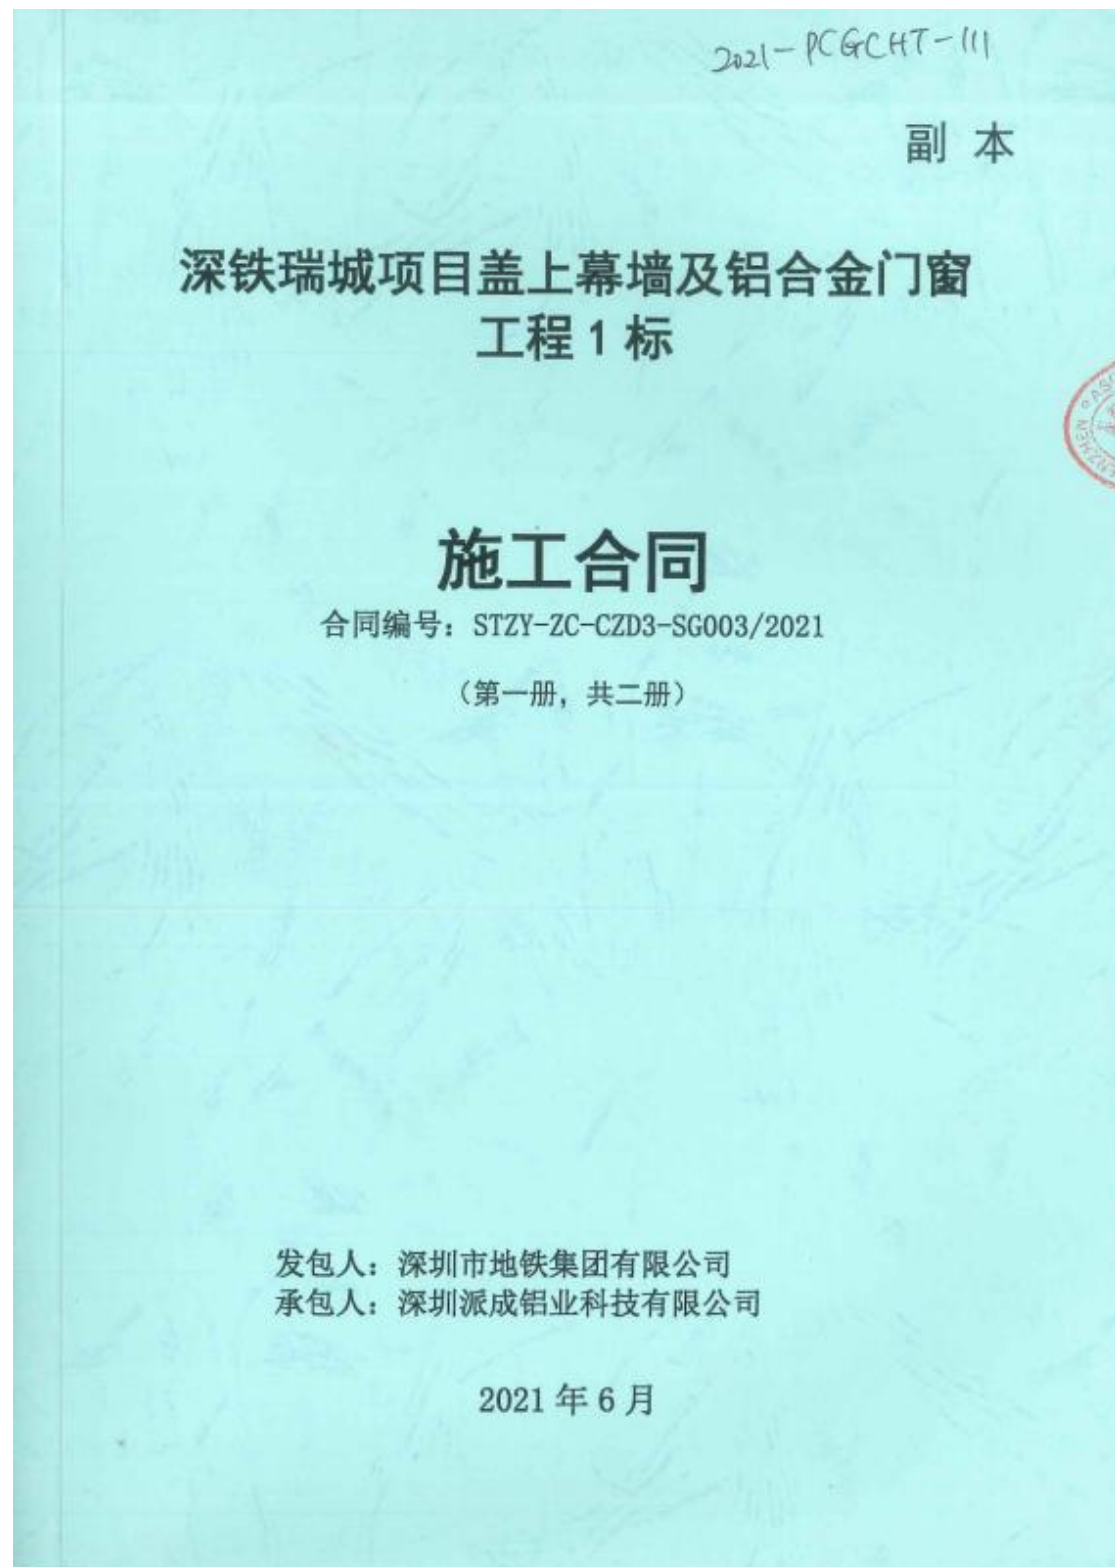 2021-PCGCHT-111
副 本
深铁瑞城项目盖上幕墙及铝合金门窗
工程1标
施工合同
合同编号：STZY-ZC-CZD3-SG003/2021
（第一册，共二册）
发包人：深圳市地铁集团有限公司
承包人：深圳派成铝业科技有限公司
2021年6月